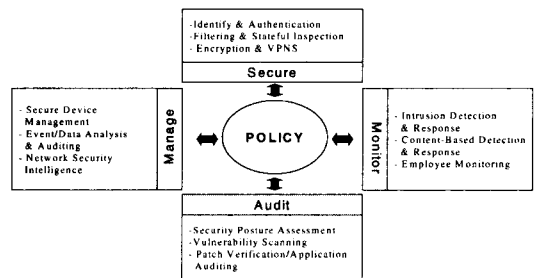 -Identify & Authentication
-Filtering & Stateful Inspection
- Encryption & VPNS
Secure
- Secure Device
Management
- Event/Data Analysis
& Auditing
- Network Security
Intelligence
Manage
POLICY
Monitor
- Intrusion Detection
& Response
- Content-Based Detection
& Response
- Employee Monitoring
Audit
-Security Posture Assessment
-Vulnerability Scanning
- Patch Verification/Application
Auditing